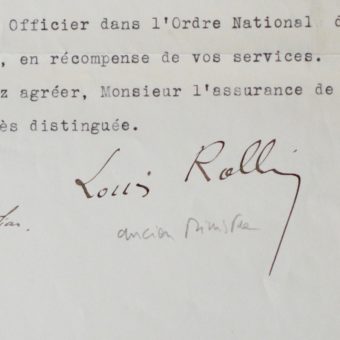 Officier dans l'Ordre National d
, en récompense de vos services.
z agréer, Monsieur l'assurance de
ès distinguée.
Louis Rollin
ancien Ministre